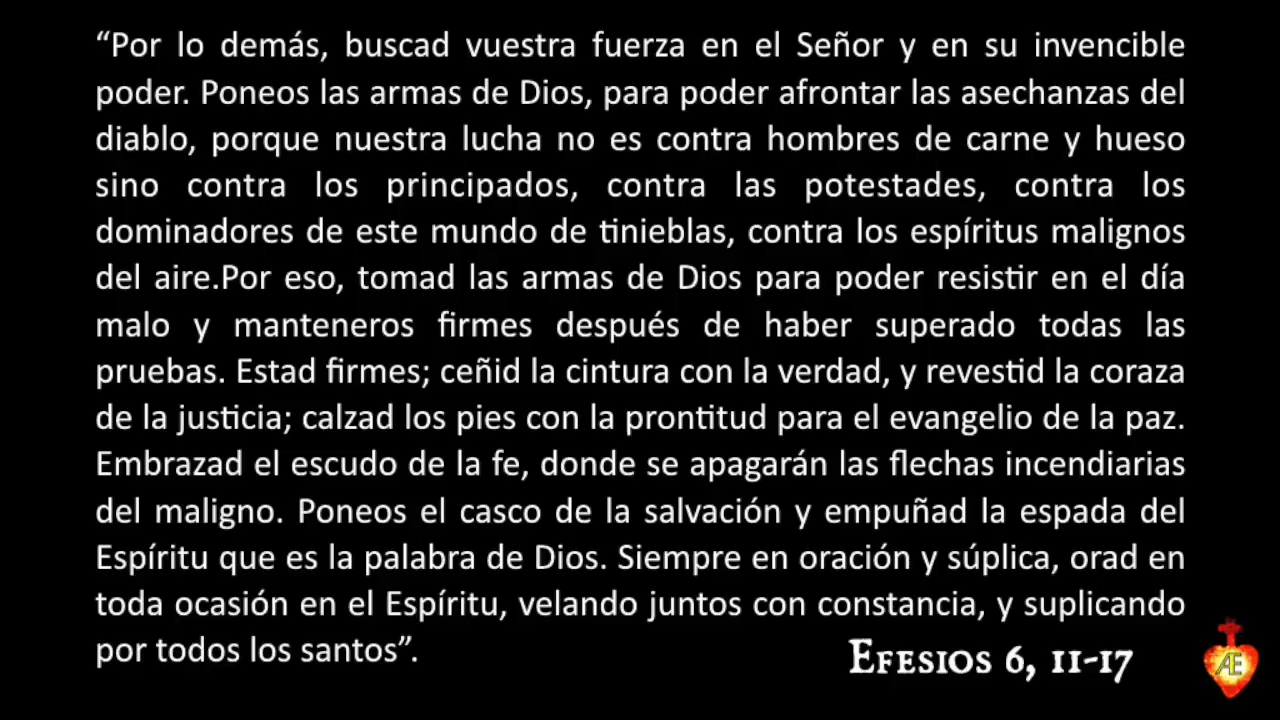 “Por lo demás, buscad vuestra fuerza en el Señor y en su invencible
poder. Poneos las armas de Dios, para poder afrontar las asechanzas del
diablo, porque nuestra lucha no es contra hombres de carne y hueso
sino contra los principados, contra las potestades, contra los
dominadores de este mundo de tinieblas, contra los espíritus malignos
del aire.Por eso, tomad las armas de Dios para poder resistir en el día
malo y manteneros firmes después de haber superado todas las
pruebas. Estad firmes; ceñid la cintura con la verdad, y revestid la coraza
de la justicia; calzad los pies con la prontitud para el evangelio de la paz.
Embrazad el escudo de la fe, donde se apagarán las flechas incendiarias
del maligno. Poneos el casco de la salvación y empuñad la espada del
Espíritu que es la palabra de Dios. Siempre en oración y súplica, orad en
toda ocasión en el Espíritu, velando juntos con constancia, y suplicando
por todos los santos”.
Efesios 6, 11-17
Æ